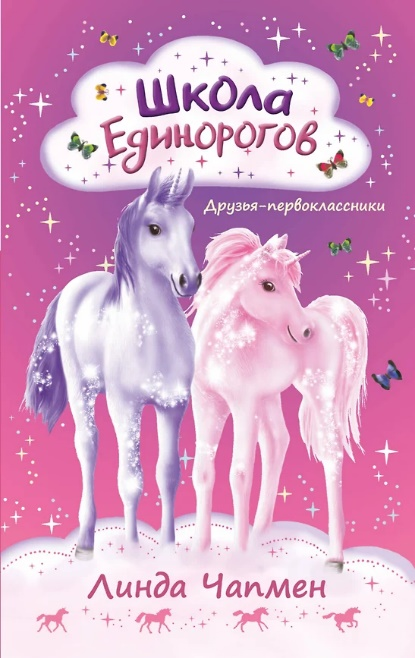 Школа
Единорогов
Друзья-первоклассники
Линда Чапмен